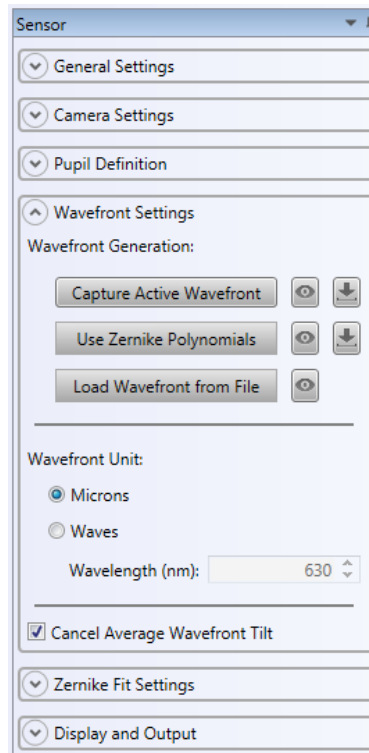 Sensor
General Settings
Camera Settings
Pupil Definition
Wavefront Settings
Wavefront Generation:
Capture Active Wavefront
Use Zernike Polynomials
Load Wavefront from File
Wavefront Unit:
Microns
Waves
Wavelength (nm): 630
Cancel Average Wavefront Tilt
Zernike Fit Settings
Display and Output